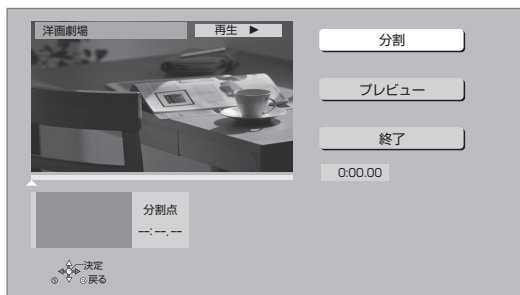 洋画劇場
再生 ▶
分割
プレビュー
終了
0:00.00
分割点
--:--.--
決定
戻る